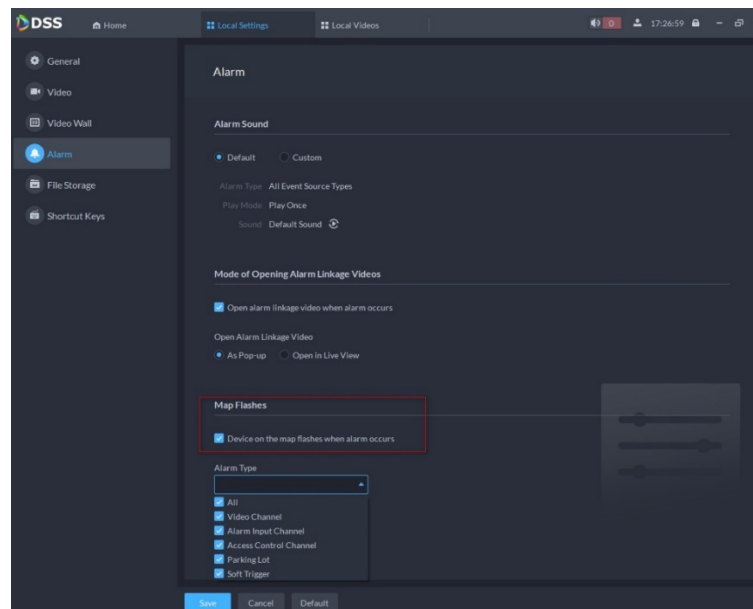 DSS
Home
Local Settings
Local Videos
0
17:26:59
General
Video
Video Wall
Alarm
File Storage
Shortcut Keys
Alarm
Alarm Sound
Default
Custom
Alarm Type All Event Source Types
Play Mode Play Once
Sound Default Sound
Mode of Opening Alarm Linkage Videos
Open alarm linkage video when alarm occurs
Open Alarm Linkage Video
As Pop-up
Open in Live View
Map Flashes
Device on the map flashes when alarm occurs
Alarm Type
All
Video Channel
Alarm Input Channel
Access Control Channel
Parking Lot
Soft Trigger
Save
Cancel
Default